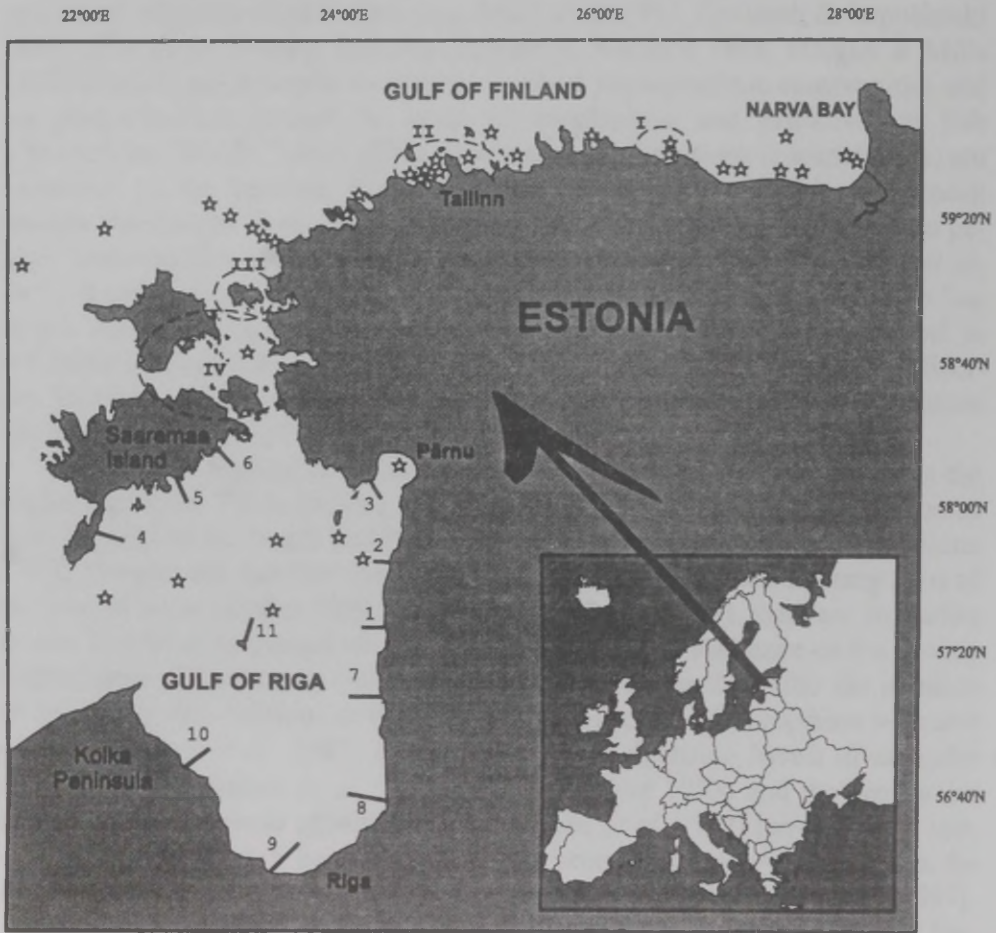 22°00'E 24°00'E 26°00'E 28°00'E
GULF OF FINLAND
NARVA BAY
II
I
Tallinn
59°20'N
III
ESTONIA
58°40'N
IV
Saaremaa
Island
6
Pärnu
5
3
58°00'N
4
2
1
11
57°20'N
GULF OF RIGA
7
10
Kolka
Peninsula
56°40'N
8
9
Riga